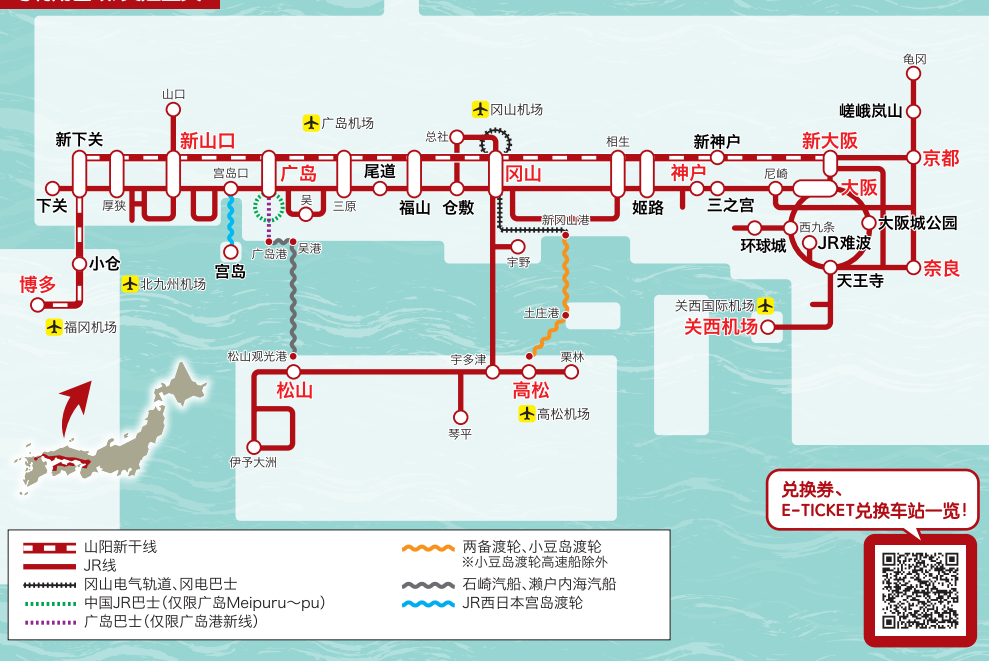 龟冈
山口
嵯峨岚山
冈山机场
广岛机场
新下关
新山口
总社
相生
新神户
新大阪
京都
宫岛口
广岛
尾道
冈山
神户
尼崎
大阪
下关
厚狭
吴
三原
福山
仓敷
姬路
三之宫
新冈山港
西九条
大阪城公园
环球城
JR难波
广岛港
吴港
宇野
小仓
宫岛
奈良
天王寺
博多
北九州机场
福冈机场
土庄港
关西国际机场
关西机场
松山观光港
宇多津
栗林
松山
高松
高松机场
琴平
伊予大洲
兑换券、
E-TICKET兑换车站一览!
山阳新干线
JR线
冈山电气轨道、冈电巴士
中国JR巴士(仅限广岛Meipuru～pu)
广岛巴士(仅限广岛港新线)
两备渡轮、小豆岛渡轮
※小豆岛渡轮高速船除外
石崎汽船、濑户内海汽船
JR西日本宫岛渡轮